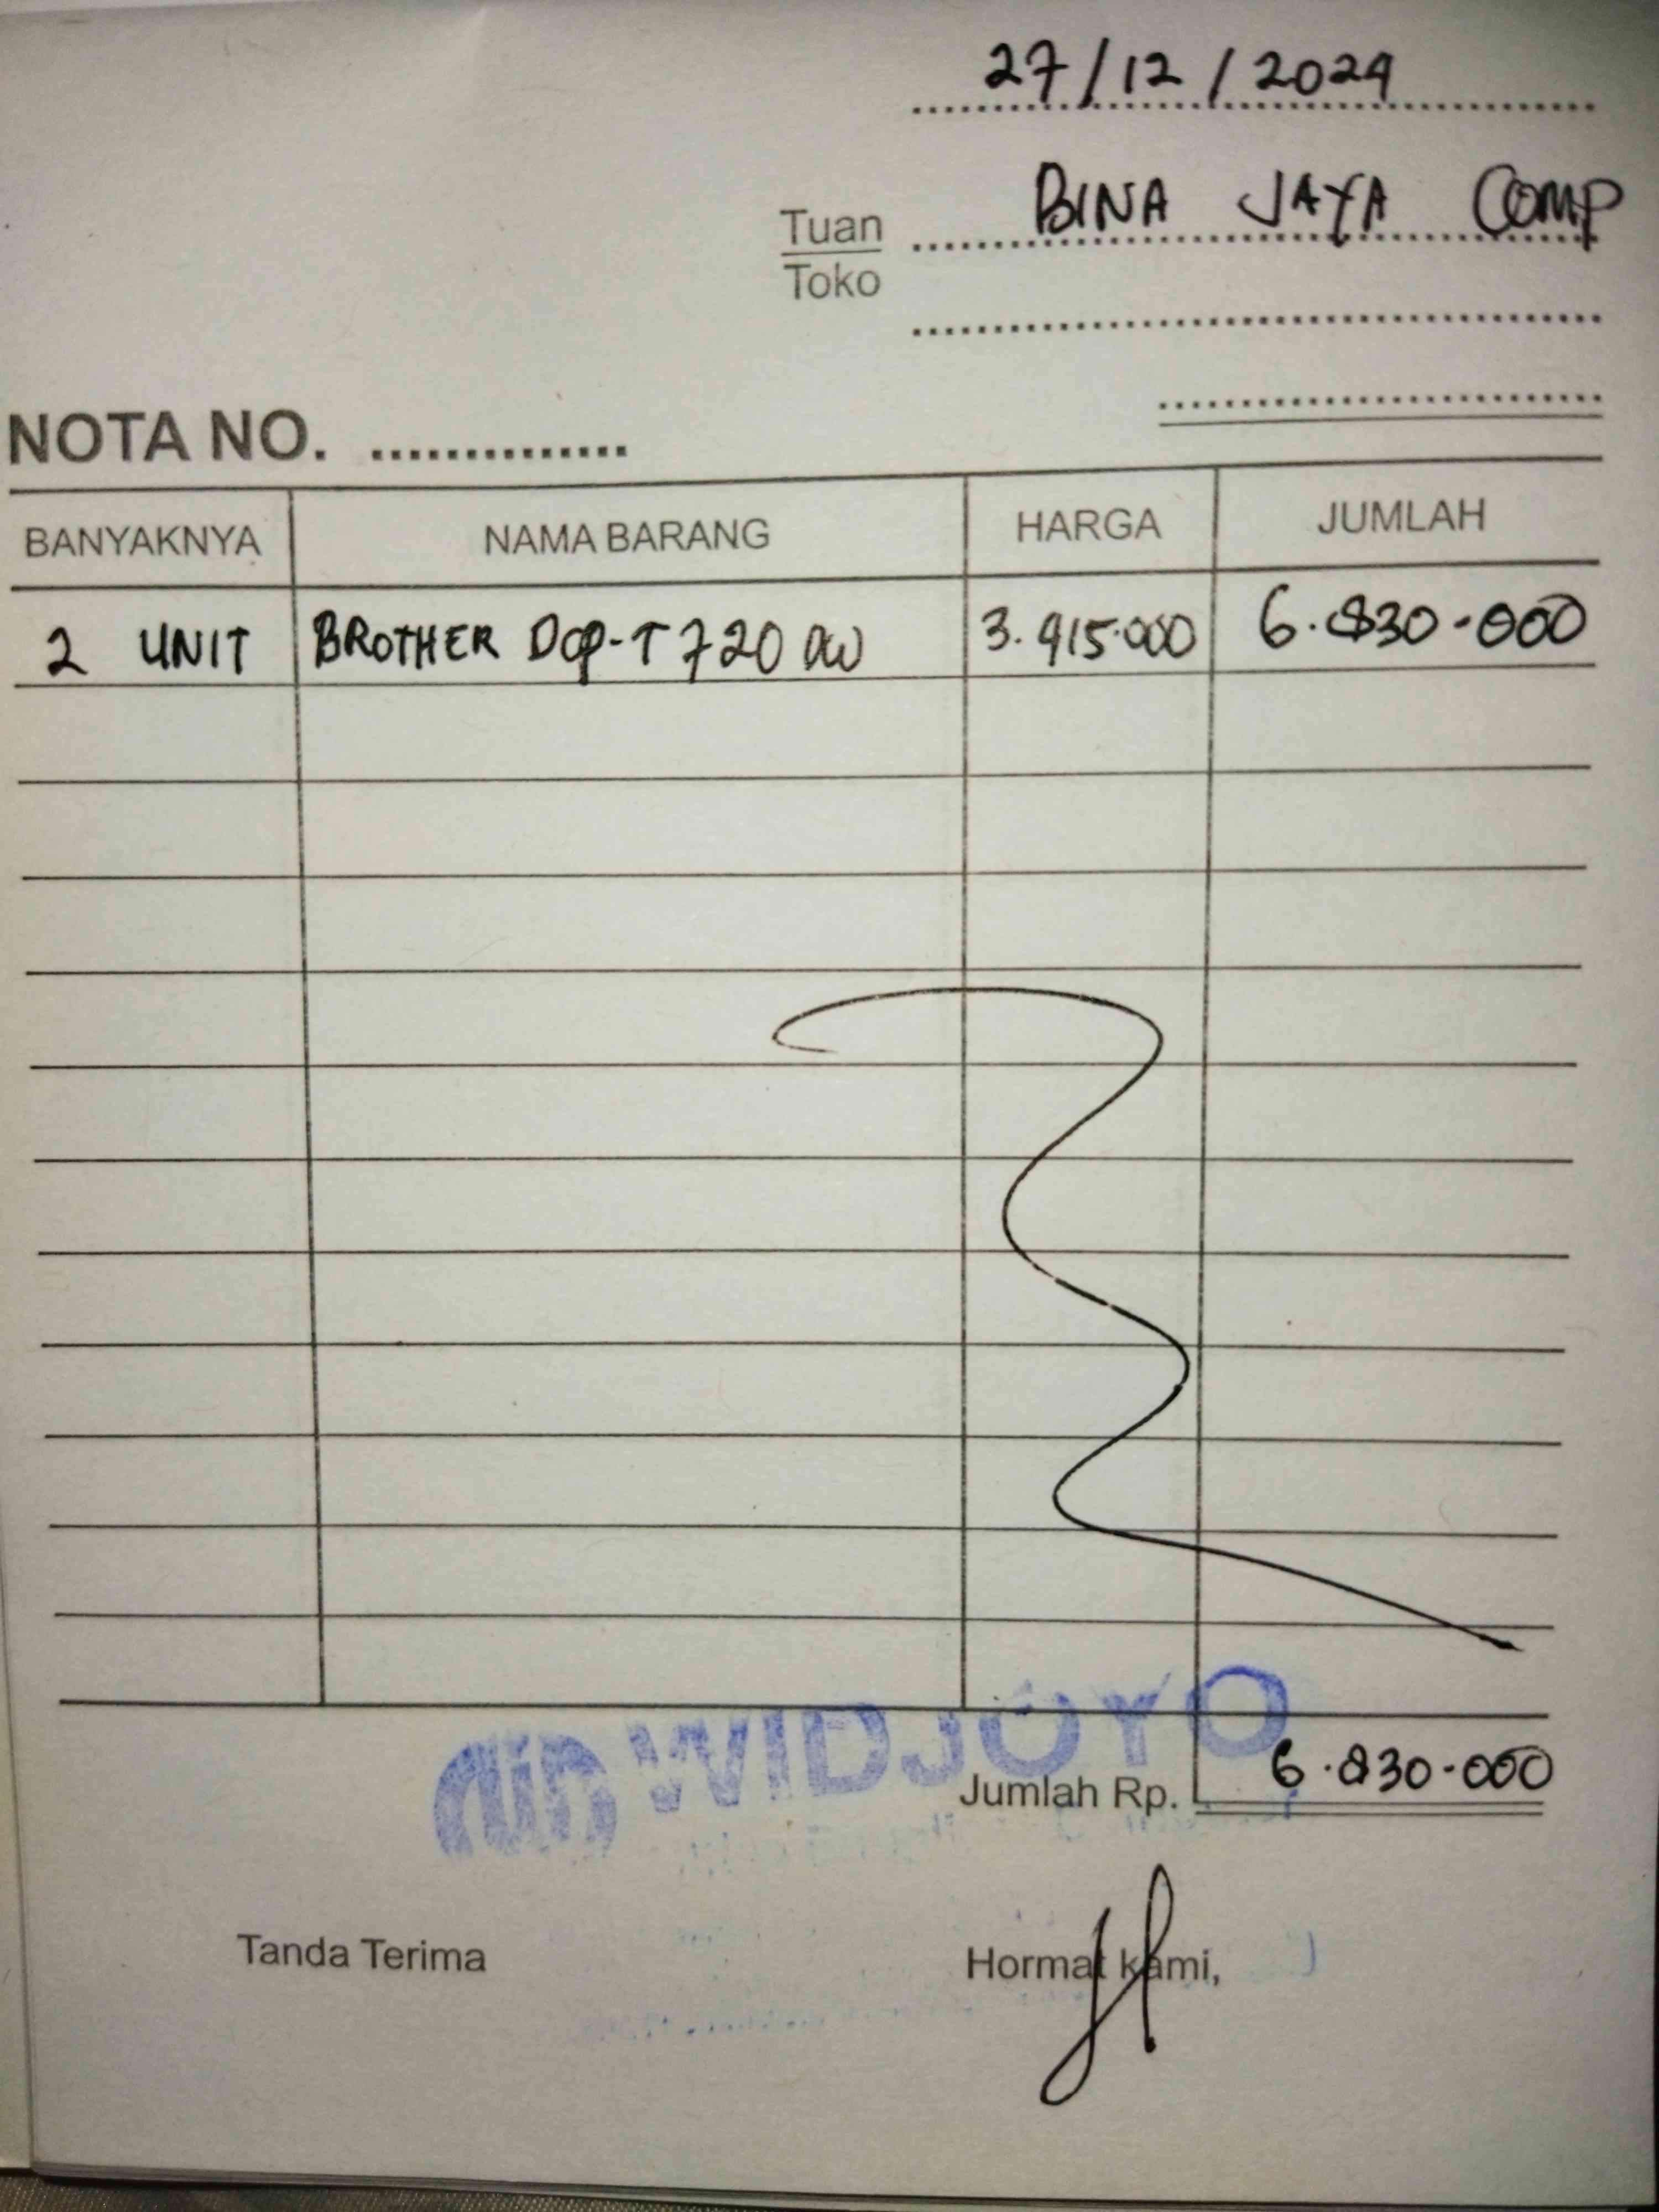 27/12/2024
Tuan BINA JAYA COMP
Toko
NOTA NO. ..............
BANYAKNYA NAMA BARANG HARGA JUMLAH
2 UNIT BROTHER DCP-T720 DW 3.415.000 6.830.000
WIDJOYO
Jumlah Rp. 6.830.000
Tanda Terima Hormat kami,